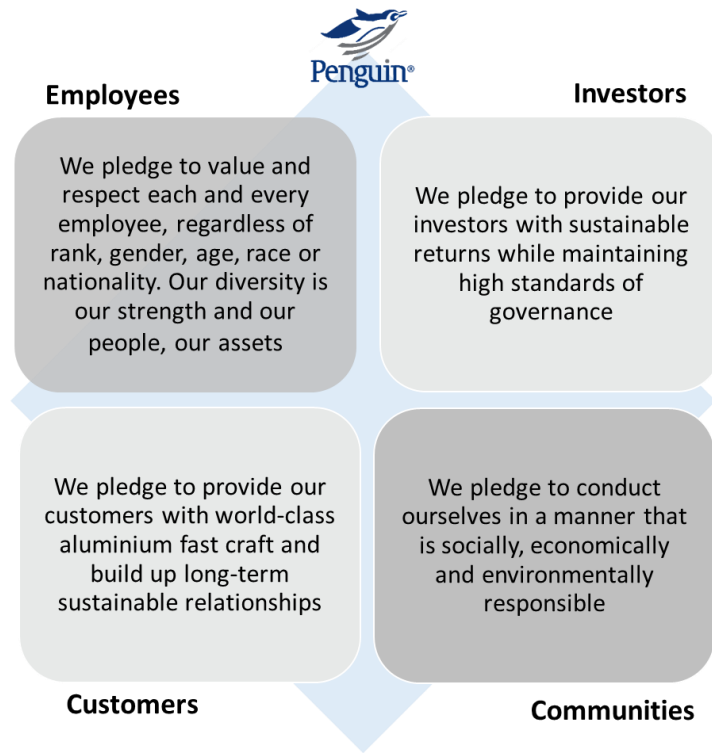 Penguin®
Employees
Investors
We pledge to value and
respect each and every
employee, regardless of
rank, gender, age, race or
nationality. Our diversity is
our strength and our
people, our assets
We pledge to provide our
investors with sustainable
returns while maintaining
high standards of
governance
We pledge to provide our
customers with world-class
aluminium fast craft and
build up long-term
sustainable relationships
We pledge to conduct
ourselves in a manner that
is socially, economically
and environmentally
responsible
Customers
Communities